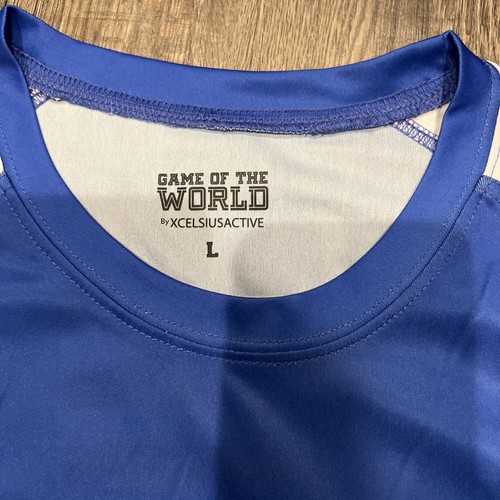 GAME OF THE
WORLD
By XCELSIUSACTIVE
L